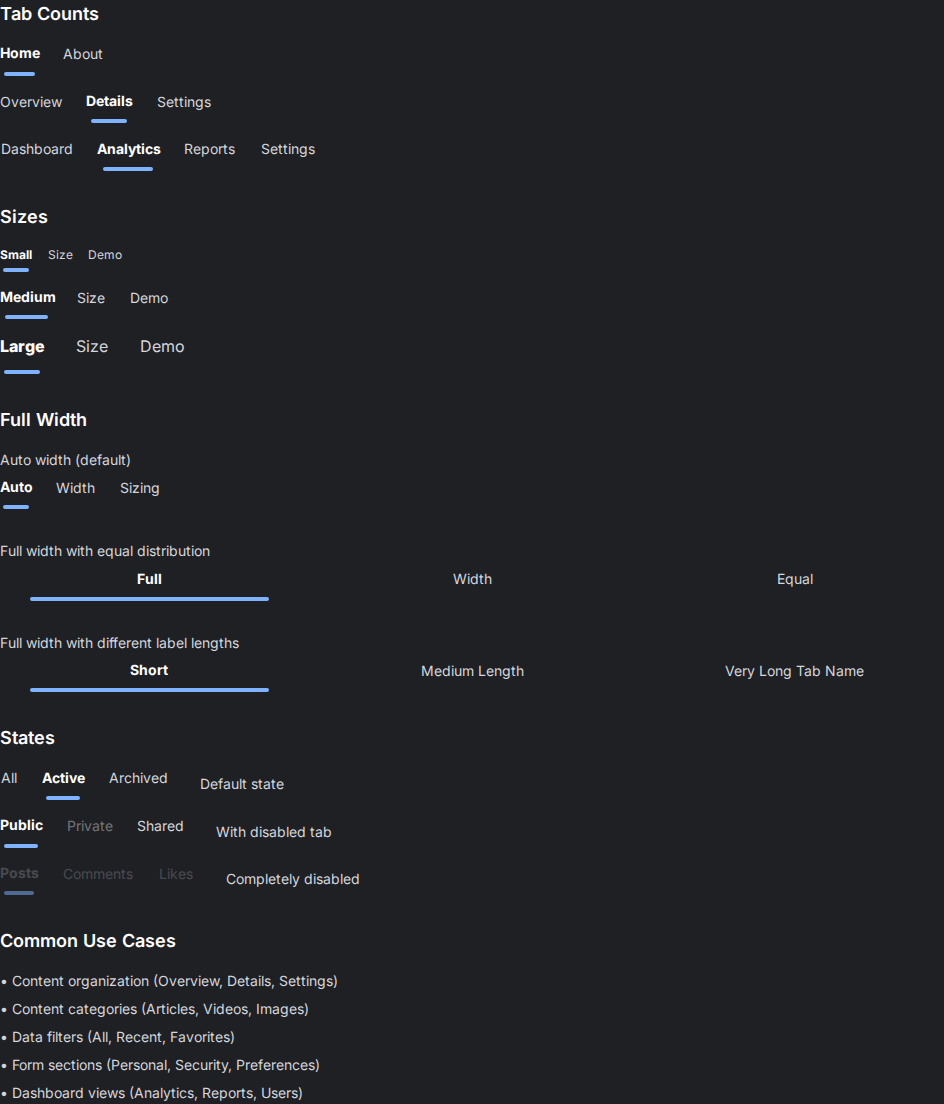 Tab Counts
Home About
Overview Details Settings
Dashboard Analytics Reports Settings
Sizes
Small Size Demo
Medium Size Demo
Large Size Demo
Full Width
Auto width (default)
Auto Width Sizing
Full width with equal distribution
Full Width Equal
Full width with different label lengths
Short Medium Length Very Long Tab Name
States
All Active Archived Default state
Public Private Shared With disabled tab
Posts Comments Likes Completely disabled
Common Use Cases
• Content organization (Overview, Details, Settings)
• Content categories (Articles, Videos, Images)
• Data filters (All, Recent, Favorites)
• Form sections (Personal, Security, Preferences)
• Dashboard views (Analytics, Reports, Users)